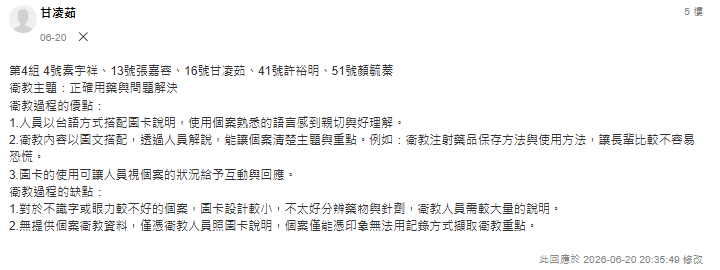 甘凌茹
5 樓
06-20
第4組 4號紊宇祥、13號張嘉容、16號甘凌茹、41號許裕明、51號顏毓蓁
衛教主題：正確用藥與問題解決
衛教過程的優點：
1.人員以台語方式搭配圖卡說明，使用個案熟悉的語言感到親切與好理解。
2.衛教內容以圖文搭配，透過人員解說，能讓個案清楚主題與重點。例如：衛教注射藥品保存方法與使用方法，讓長輩比較不容易
恐慌。
3.圖卡的使用可讓人員視個案的狀況給予互動與回應。
衛教過程的缺點：
1.對於不識字或眼力較不好的個案，圖卡設計較小，不太好分辨藥物與針劑，衛教人員需較大量的說明。
2.無提供個案衛教資料，僅憑衛教人員照圖卡說明，個案僅能憑印象無法用記錄方式擷取衛教重點。
此回應於 2026-06-20 20:35:49 修改